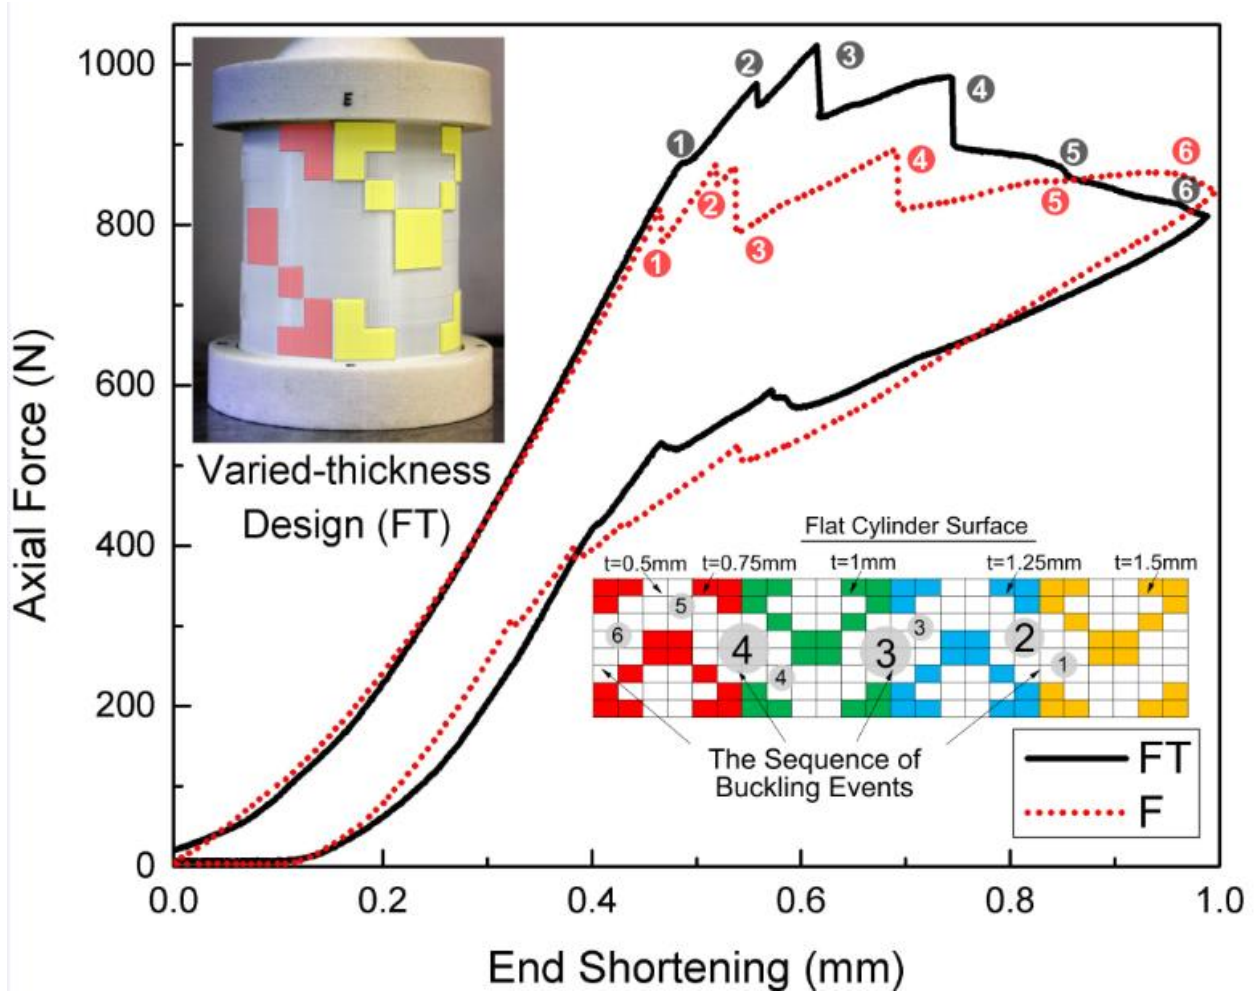 1000
800
600
400
200
0
Axial Force (N)
0.0 0.2 0.4 0.6 0.8 1.0
End Shortening (mm)
E
Varied-thickness
Design (FT)
1 2 3 4 5 6
1 2 3 4 5 6
Flat Cylinder Surface
t=0.5mm t=0.75mm t=1mm t=1.25mm t=1.5mm
6 5 4 4 3 3 2 1
The Sequence of
Buckling Events
FT
F